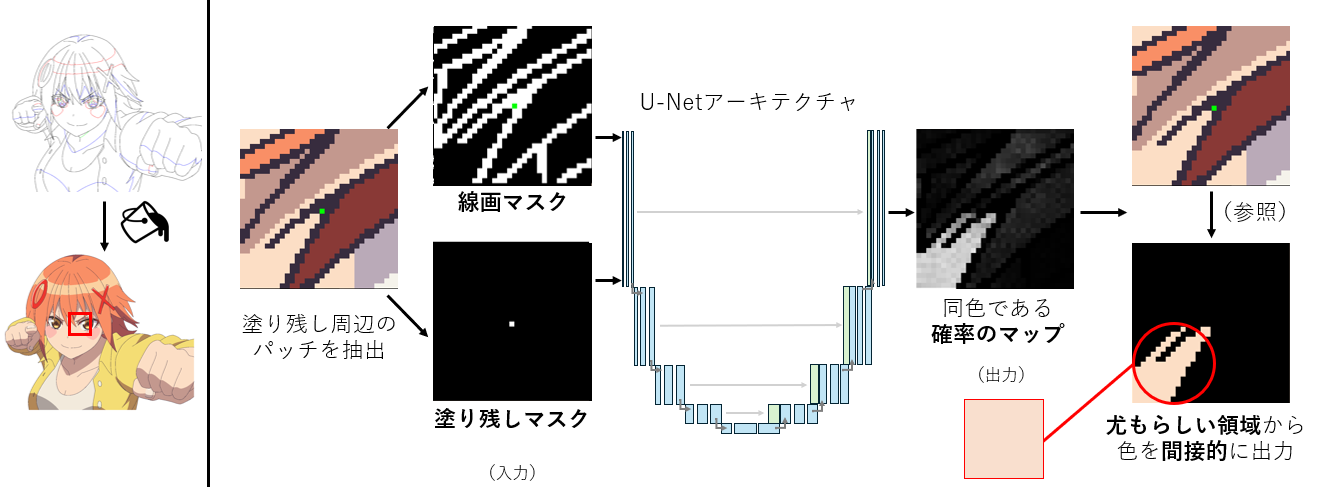 塗り残し周辺の
パッチを抽出
線画マスク
塗り残しマスク
（入力）
U-Netアーキテクチャ
同色である
確率のマップ
（出力）
（参照）
尤もらしい領域から
色を間接的に出力